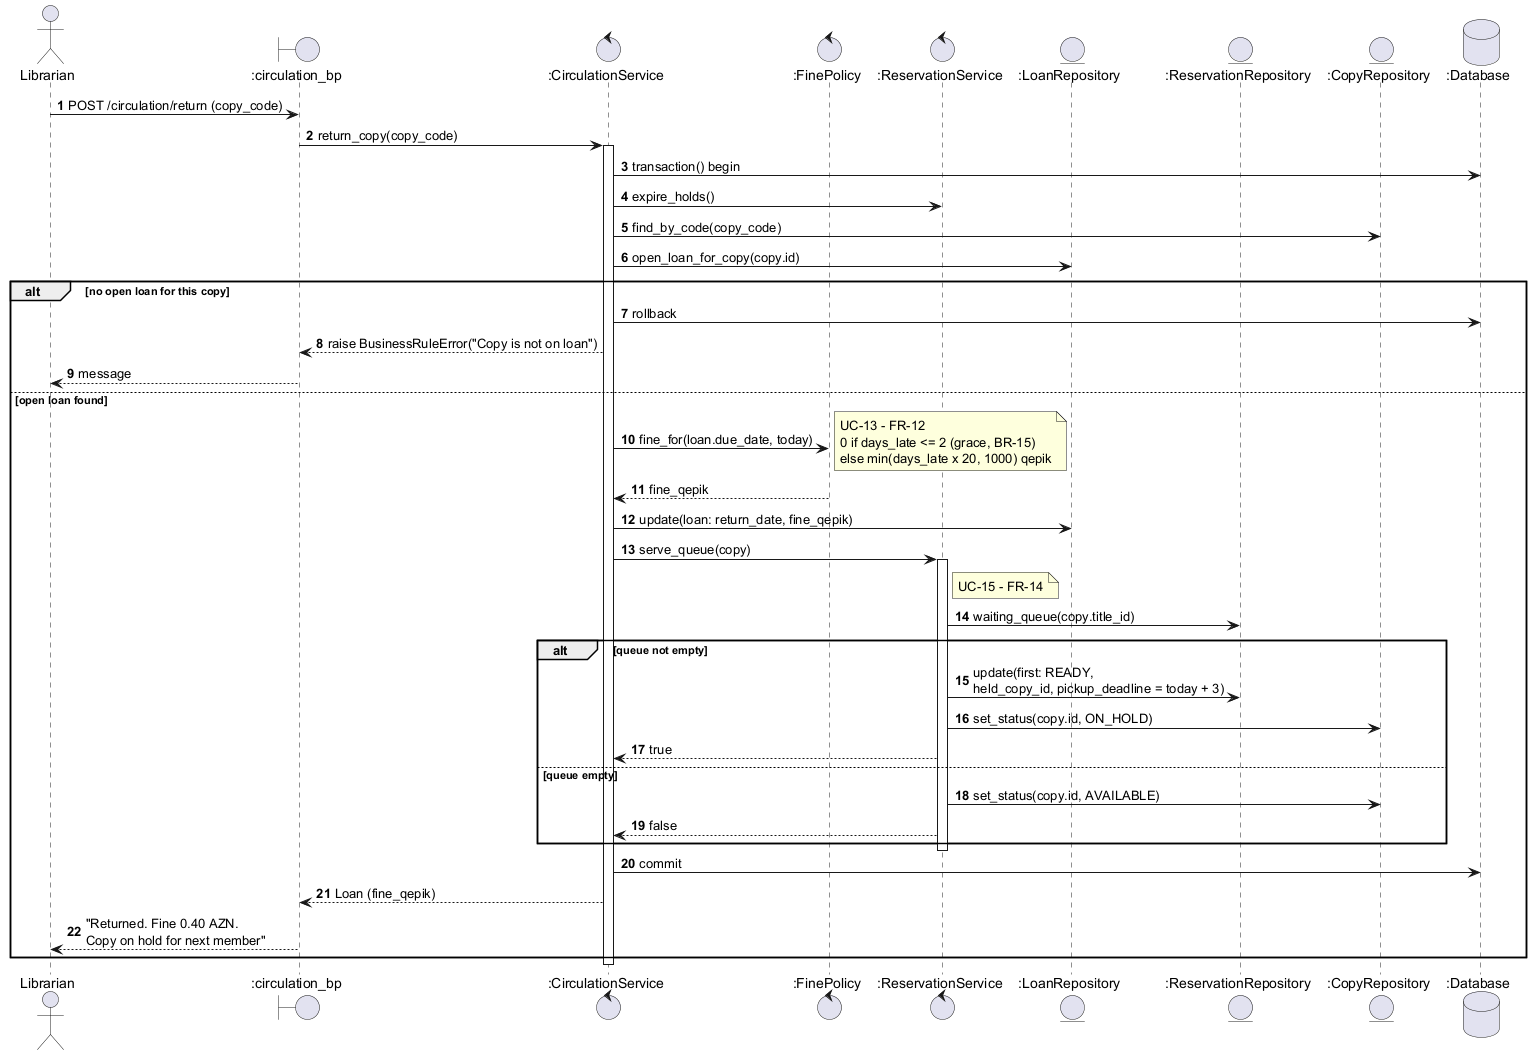 Librarian
:circulation_bp
:CirculationService
:FinePolicy
:ReservationService
:LoanRepository
:ReservationRepository
:CopyRepository
:Database
1 POST /circulation/return (copy_code)
2 return_copy(copy_code)
3 transaction() begin
4 expire_holds()
5 find_by_code(copy_code)
6 open_loan_for_copy(copy.id)
alt [no open loan for this copy]
7 rollback
8 raise BusinessRuleError("Copy is not on loan")
9 message
[open loan found]
UC-13 - FR-12
0 if days_late <= 2 (grace, BR-15)
else min(days_late x 20, 1000) qepik
10 fine_for(loan.due_date, today)
11 fine_qepik
12 update(loan: return_date, fine_qepik)
13 serve_queue(copy)
UC-15 - FR-14
14 waiting_queue(copy.title_id)
alt [queue not empty]
15 update(first: READY,
held_copy_id, pickup_deadline = today + 3)
16 set_status(copy.id, ON_HOLD)
17 true
[queue empty]
18 set_status(copy.id, AVAILABLE)
19 false
20 commit
21 Loan (fine_qepik)
22 "Returned. Fine 0.40 AZN.
Copy on hold for next member"
Librarian
:circulation_bp
:CirculationService
:FinePolicy
:ReservationService
:LoanRepository
:ReservationRepository
:CopyRepository
:Database